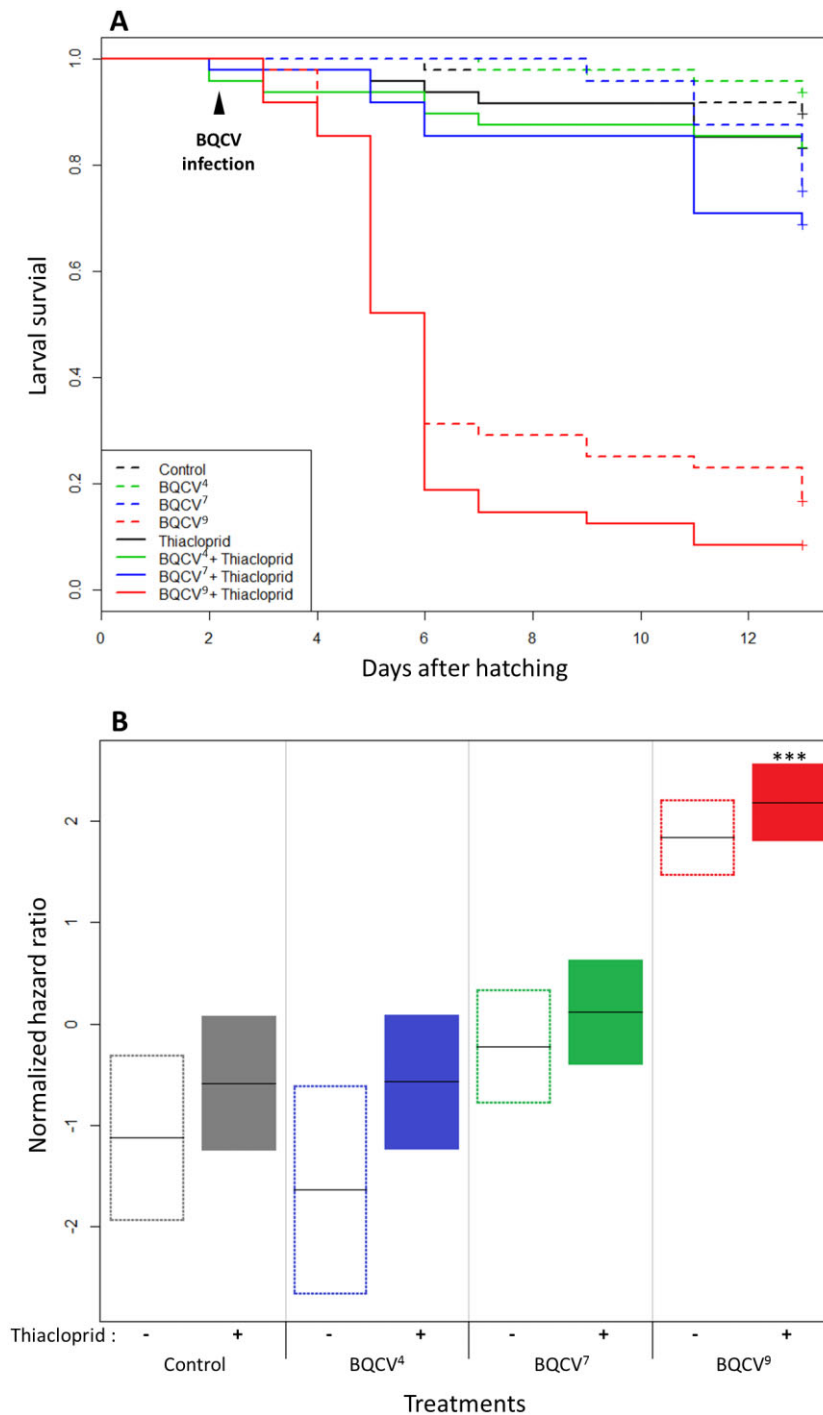 A
Larval survial
1.0
0.8
0.6
0.4
0.2
0.0
BQCV
infection
Control
BQCV⁴
BQCV⁷
BQCV⁹
Thiacloprid
BQCV⁴+ Thiacloprid
BQCV⁷+ Thiacloprid
BQCV⁹+ Thiacloprid
0 2 4 6 8 10 12
Days after hatching
B
Normalized hazard ratio
***
2
1
0
-1
-2
Thiacloprid : - + - + - + - +
Control BQCV⁴ BQCV⁷ BQCV⁹
Treatments